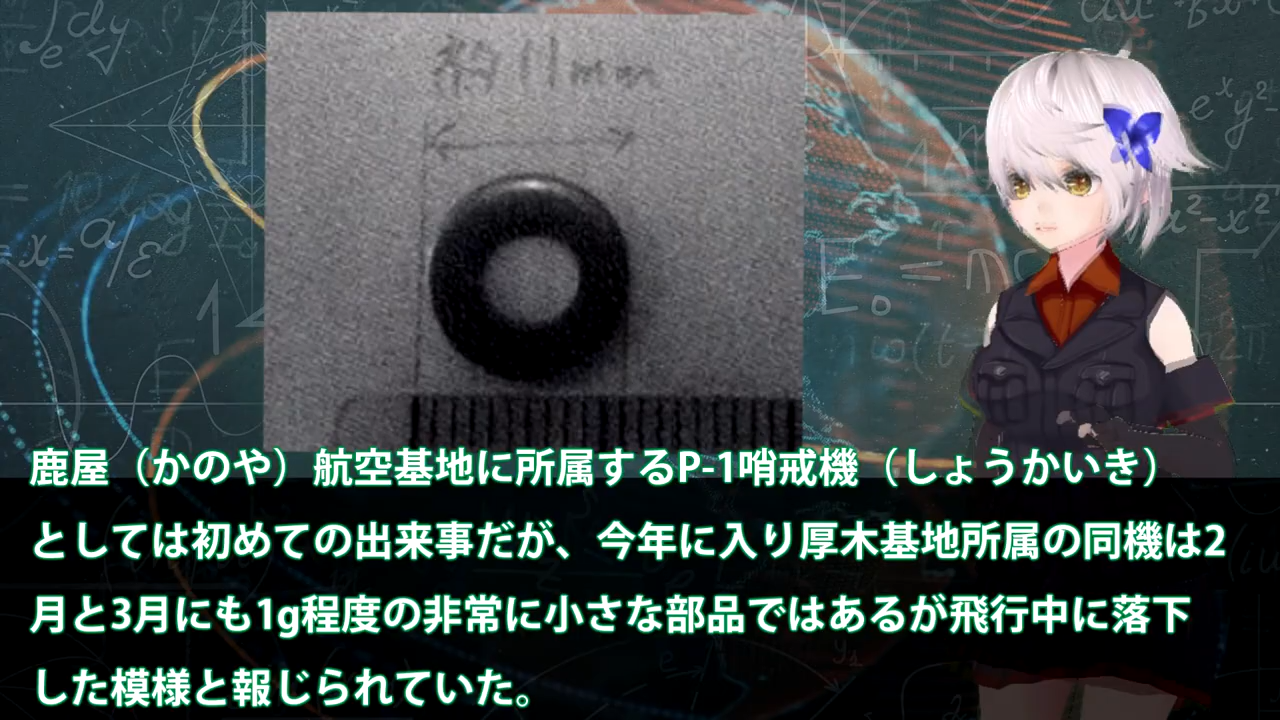 約11mm
鹿屋（かのや）航空基地に所属するP-1哨戒機（しょうかいき）
としては初めての出来事だが、今年に入り厚木基地所属の同機は2
月と3月にも1g程度の非常に小さな部品ではあるが飛行中に落下
した模様と報じられていた。